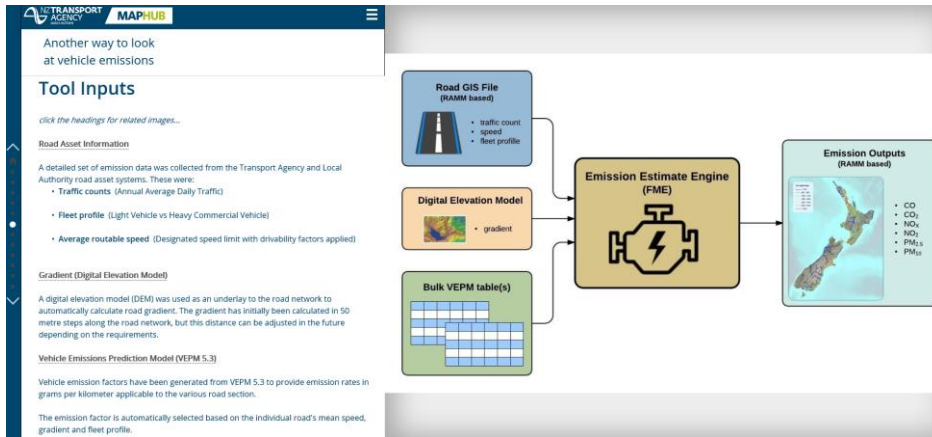 NZ TRANSPORT
AGENCY
WAKA KOTAHI
MAPHUB
Another way to look
at vehicle emissions
Tool Inputs
click the headings for related images...
Road Asset Information
A detailed set of emission data was collected from the Transport Agency and Local
Authority road asset systems. These were:
• Traffic counts (Annual Average Daily Traffic)
• Fleet profile (Light Vehicle vs Heavy Commercial Vehicle)
• Average routable speed (Designated speed limit with drivability factors applied)
Gradient (Digital Elevation Model)
A digital elevation model (DEM) was used as an underlay to the road network to
automatically calculate road gradient. The gradient has initially been calculated in 50
metre steps along the road network, but this distance can be adjusted in the future
depending on the requirements.
Vehicle Emissions Prediction Model (VEPM 5.3)
Vehicle emission factors have been generated from VEPM 5.3 to provide emission rates in
grams per kilometer applicable to the various road section.
The emission factor is automatically selected based on the individual road's mean speed,
gradient and fleet profile.
Road GIS File
(RAMM based)
• traffic count
• speed
• fleet profille
Digital Elevation Model
• gradient
Bulk VEPM table(s)
Emission Estimate Engine
(FME)
Emission Outputs
(RAMM based)
• CO
• CO₂
• NOₓ
• NO₂
• PM₂.₅
• PM₁₀